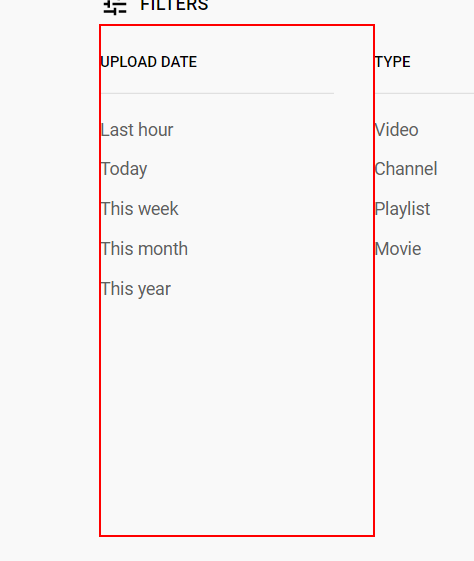 FILTERS
UPLOAD DATE
Last hour
Today
This week
This month
This year
TYPE
Video
Channel
Playlist
Movie